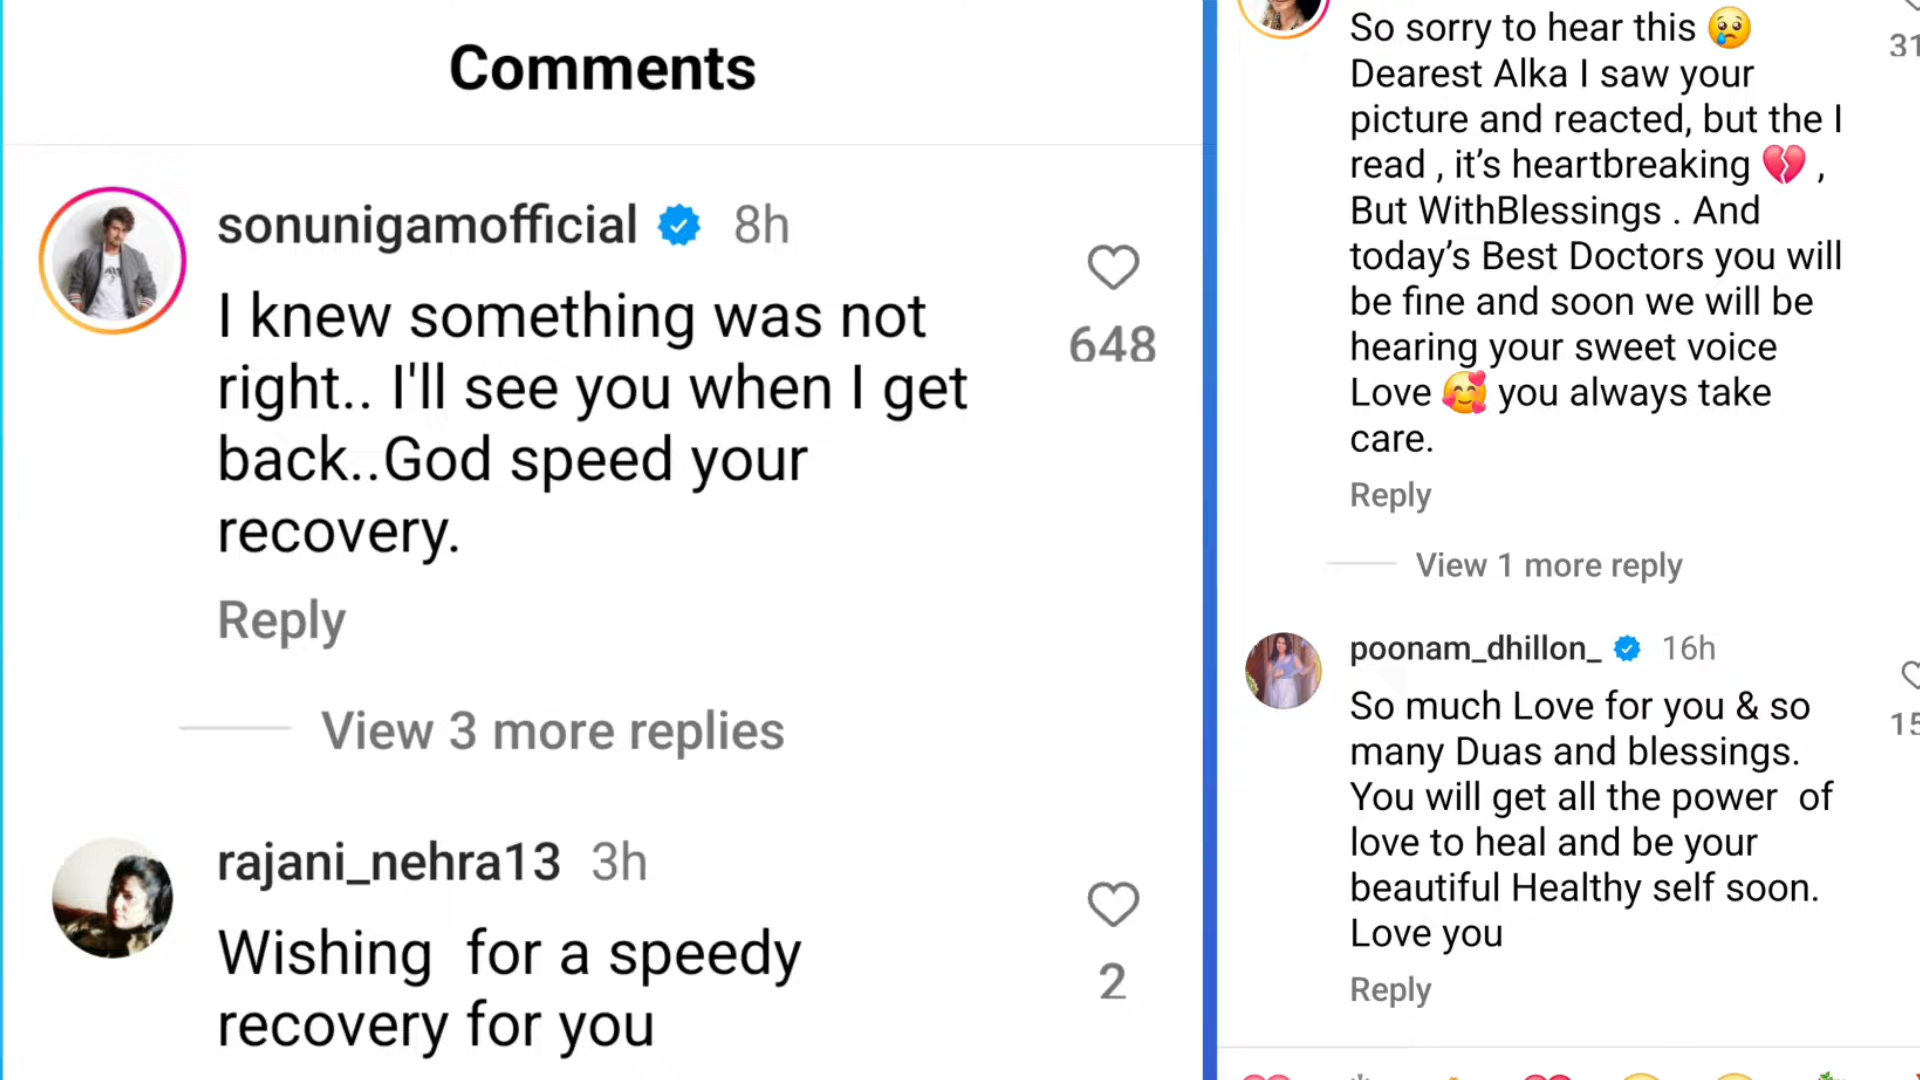 Comments
sonunigamofficial 8h
I knew something was not
right.. I'll see you when I get
back..God speed your
recovery.
648
Reply
View 3 more replies
rajani_nehra13 3h
Wishing for a speedy
recovery for you
2
So sorry to hear this 😢
Dearest Alka I saw your
picture and reacted, but the I
read , it’s heartbreaking 💔 ,
But WithBlessings . And
today’s Best Doctors you will
be fine and soon we will be
hearing your sweet voice
Love 🥰 you always take
care.
31
Reply
View 1 more reply
poonam_dhillon_ 16h
So much Love for you & so
many Duas and blessings.
You will get all the power of
love to heal and be your
beautiful Healthy self soon.
Love you
15
Reply